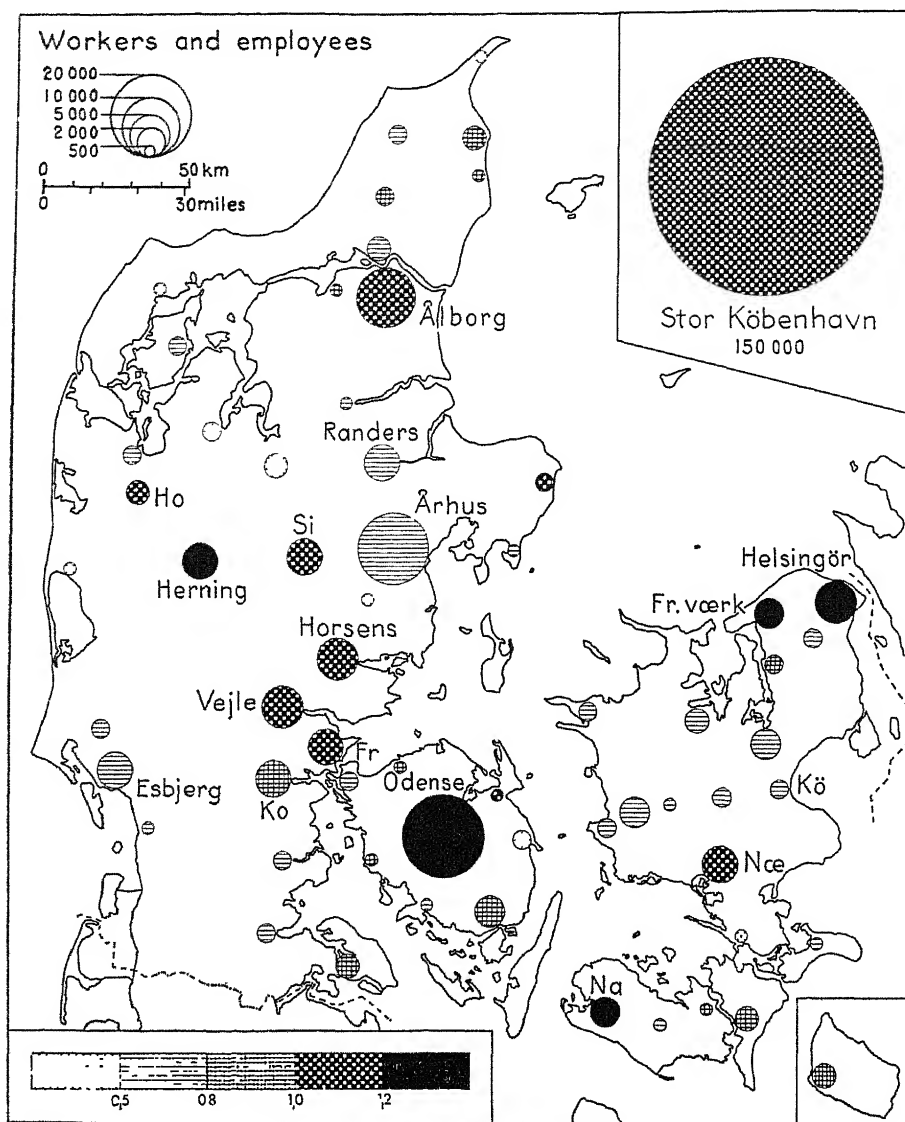 Workers and employees
20 000
10 000
5 000
2 000
500
0 50 km
0 30 miles
Stor Köbenhavn
150 000
Ålborg
Randers
Århus
Ho
Si
Herning
Helsingör
Fr. værk
Horsens
Vejle
Fr
Esbjerg
Ko
Odense
Kö
Næ
Na
0,5 0,8 1,0 1,2